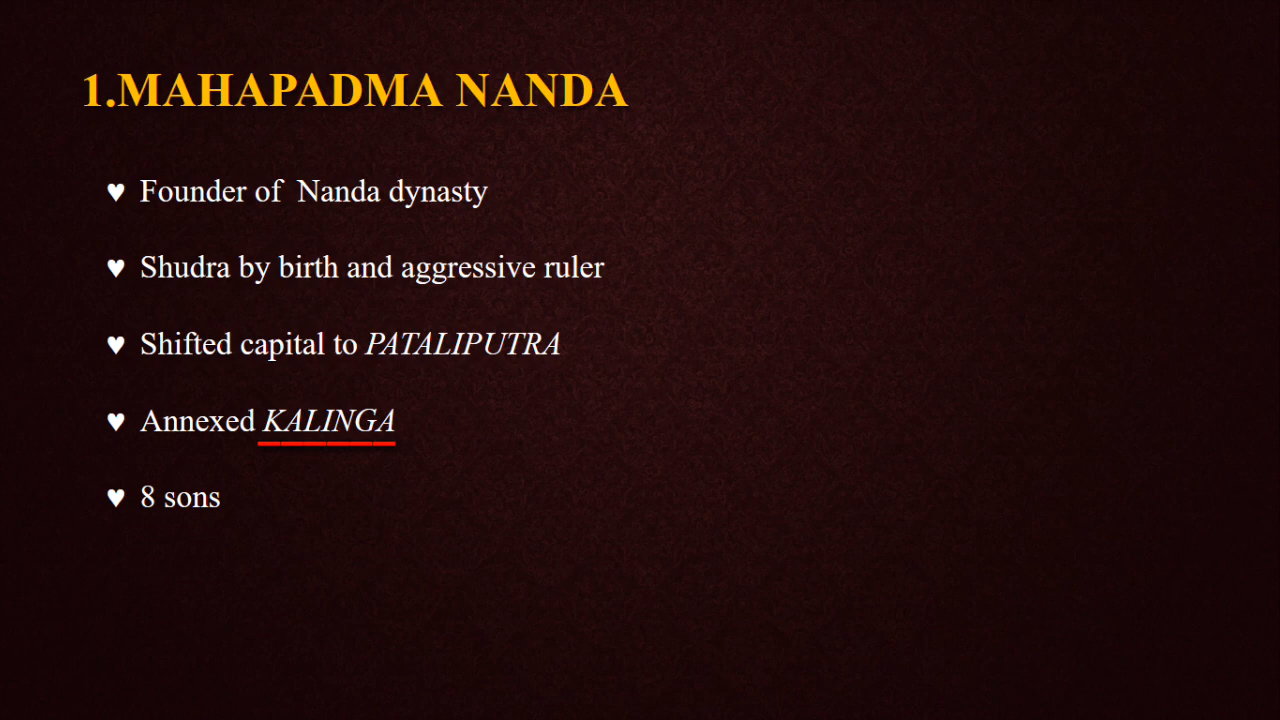 1.MAHAPADMA NANDA
♥ Founder of  Nanda dynasty
♥ Shudra by birth and aggressive ruler
♥ Shifted capital to PATALIPUTRA
♥ Annexed KALINGA
♥ 8 sons